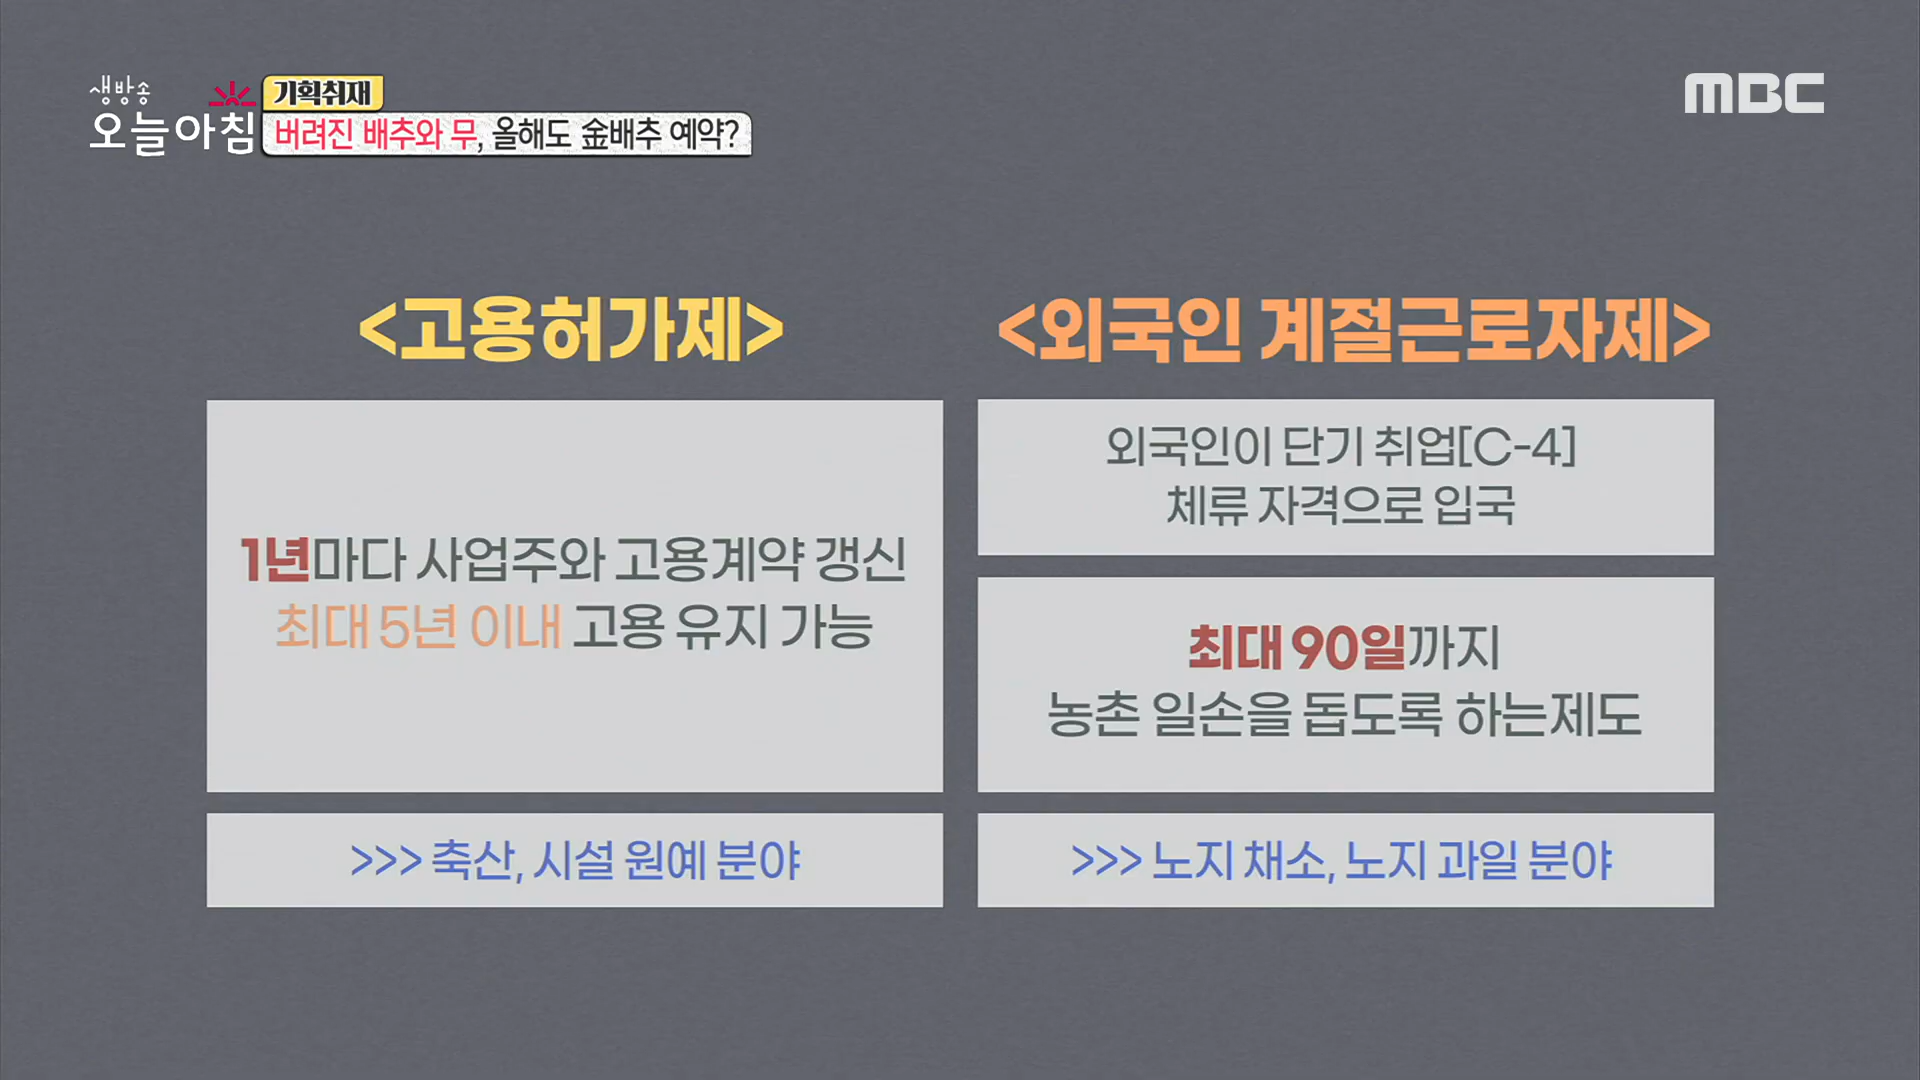 생방송
오늘아침
기획취재
버려진 배추와 무, 올해도 金배추 예약?
MBC
<고용허가제>
1년마다 사업주와 고용계약 갱신
최대 5년 이내 고용 유지 가능
>>> 축산, 시설 원예 분야
<외국인 계절근로자제>
외국인이 단기 취업[C-4]
체류 자격으로 입국
최대 90일까지
농촌 일손을 돕도록 하는제도
>>> 노지 채소, 노지 과일 분야